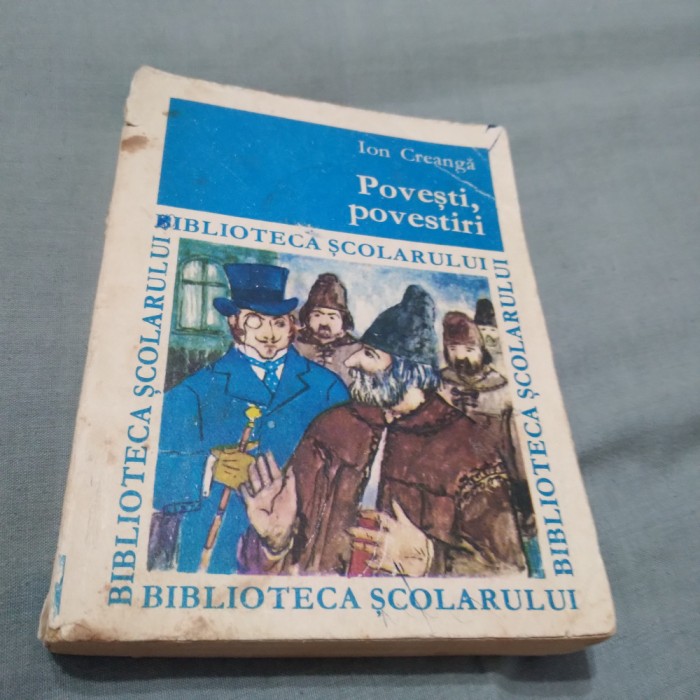 Ion Creangă
Povești,
povestiri
BIBLIOTECA ȘCOLARULUI
BIBLIOTECA ȘCOLARULUI
BIBLIOTECA ȘCOLARULUI
BIBLIOTECA ȘCOLARULUI